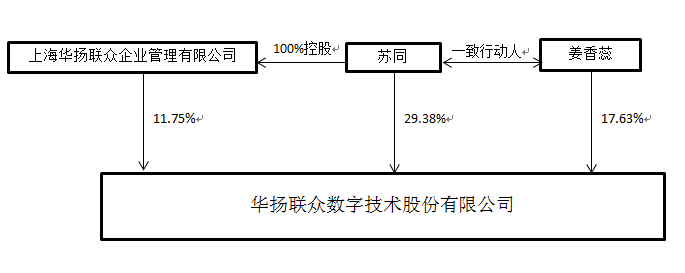 上海华扬联众企业管理有限公司
100%控股
苏同
一致行动人
姜香蕊
11.75%
29.38%
17.63%
华扬联众数字技术股份有限公司